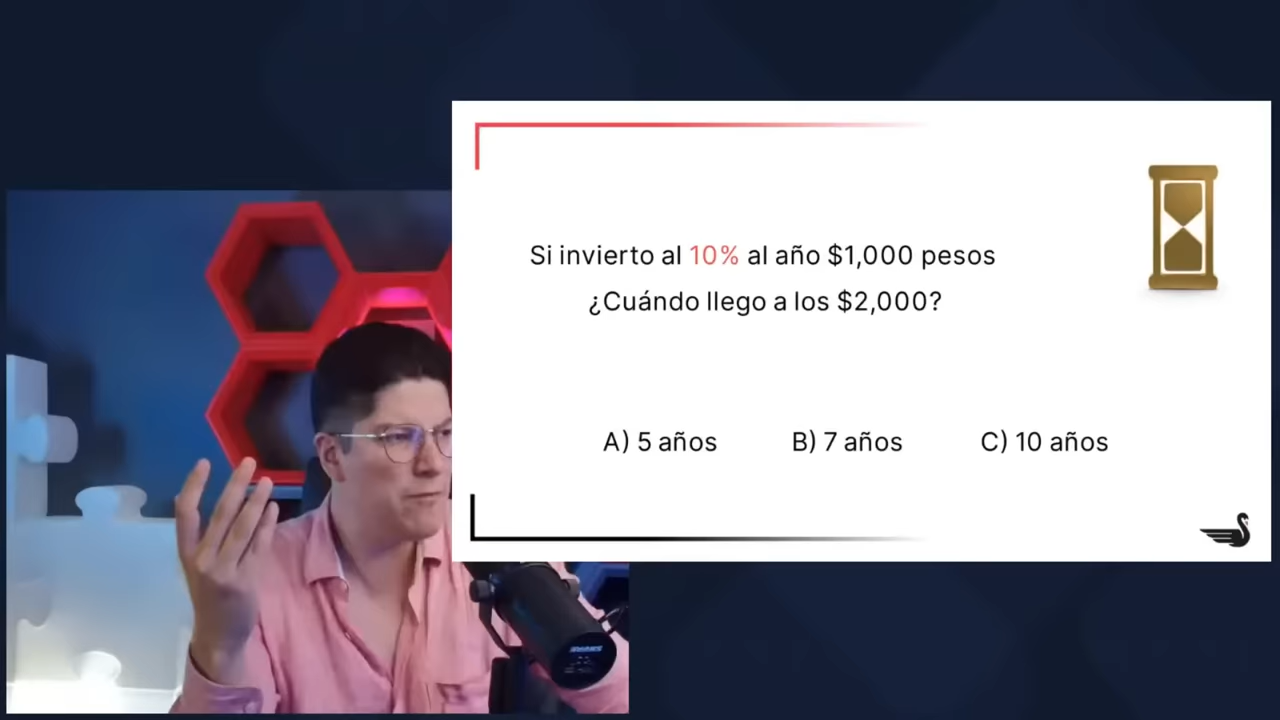 Si invierto al 10% al año $1,000 pesos
¿Cuándo llego a los $2,000?
A) 5 años B) 7 años C) 10 años